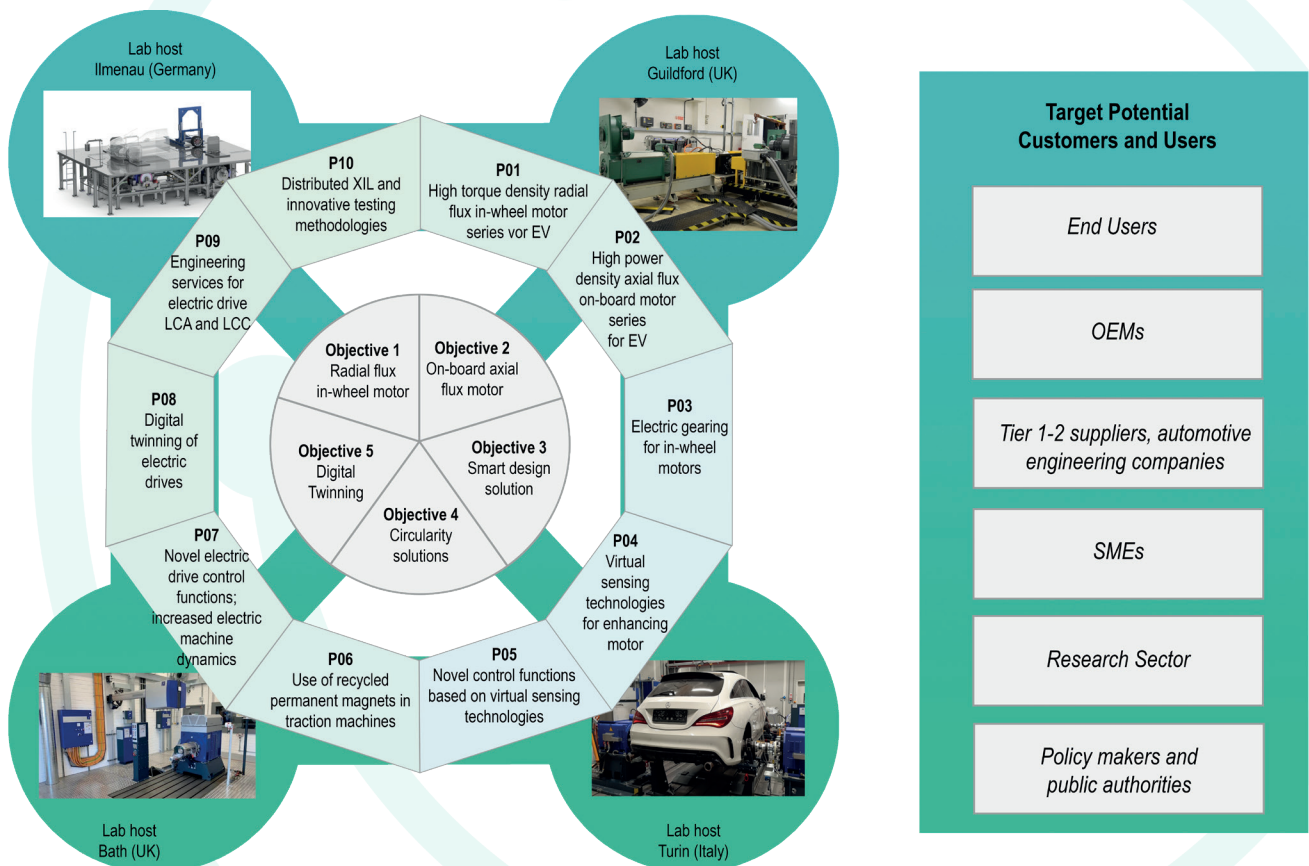 Lab host
Ilmenau (Germany)
Lab host
Guildford (UK)
P10
Distributed XIL and
innovative testing
methodologies
P01
High torque density radial
flux in-wheel motor
series vor EV
P09
Engineering
services for
electric drive
LCA and LCC
P02
High power
density axial flux
on-board motor
series
for EV
Objective 1
Radial flux
in-wheel motor
Objective 2
On-board axial
flux motor
P08
Digital
twinning of
electric
drives
P03
Electric gearing
for in-wheel
motors
Objective 5
Digital
Twinning
Objective 3
Smart design
solution
Objective 4
Circularity
solutions
P07
Novel electric
drive control
functions;
increased electric
machine
dynamics
P04
Virtual
sensing
technologies
for enhancing
motor
P06
Use of recycled
permanent magnets in
traction machines
P05
Novel control functions
based on virtual sensing
technologies
Lab host
Bath (UK)
Lab host
Turin (Italy)
Target Potential
Customers and Users
End Users
OEMs
Tier 1-2 suppliers, automotive
engineering companies
SMEs
Research Sector
Policy makers and
public authorities